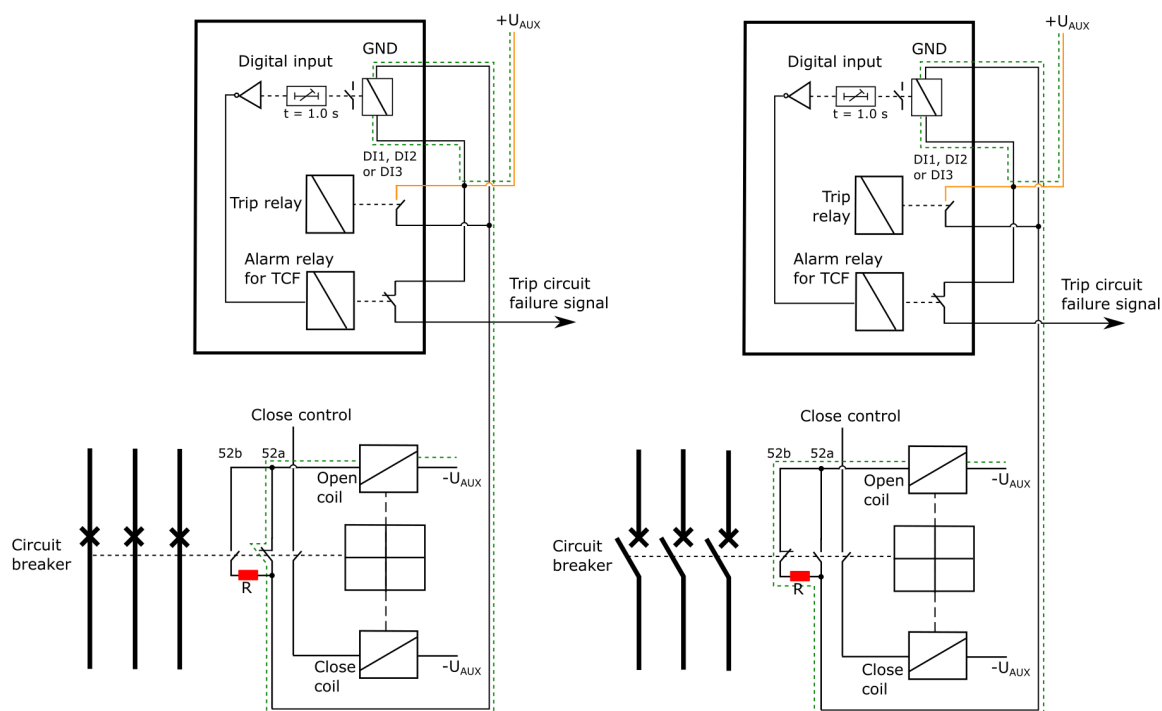 +UAUX
GND
Digital input
t = 1.0 s
DI1, DI2
or DI3
Trip relay
Alarm relay
for TCF
Trip circuit
failure signal
Close control
52b
52a
Open
coil
-UAUX
Circuit
breaker
R
Close
coil
-UAUX
+UAUX
GND
Digital input
t = 1.0 s
DI1, DI2
or DI3
Trip
relay
Alarm relay
for TCF
Trip circuit
failure signal
Close control
52b
52a
Open
coil
-UAUX
Circuit
breaker
R
Close
coil
-UAUX